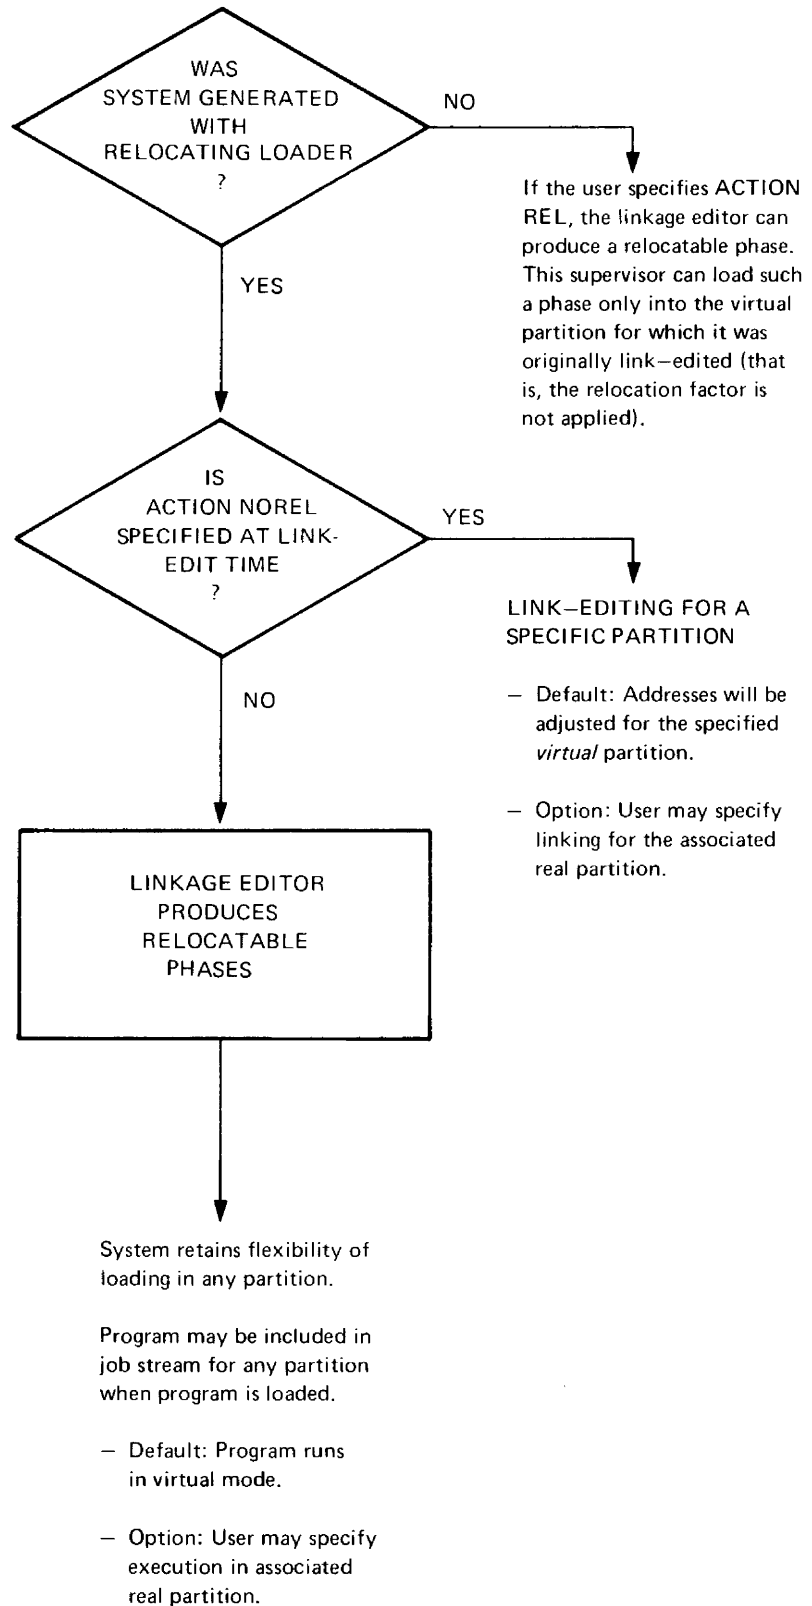 WAS
SYSTEM GENERATED
WITH
RELOCATING LOADER
?
NO
If the user specifies ACTION
REL, the linkage editor can
produce a relocatable phase.
This supervisor can load such
a phase only into the virtual
partition for which it was
originally link—edited (that
is, the relocation factor is
not applied).
YES
IS
ACTION NOREL
SPECIFIED AT LINK-
EDIT TIME
?
YES
LINK—EDITING FOR A
SPECIFIC PARTITION
— Default: Addresses will be
adjusted for the specified
virtual partition.
— Option: User may specify
linking for the associated
real partition.
NO
LINKAGE EDITOR
PRODUCES
RELOCATABLE
PHASES
System retains flexibility of
loading in any partition.
Program may be included in
job stream for any partition
when program is loaded.
— Default: Program runs
in virtual mode.
— Option: User may specify
execution in associated
real partition.